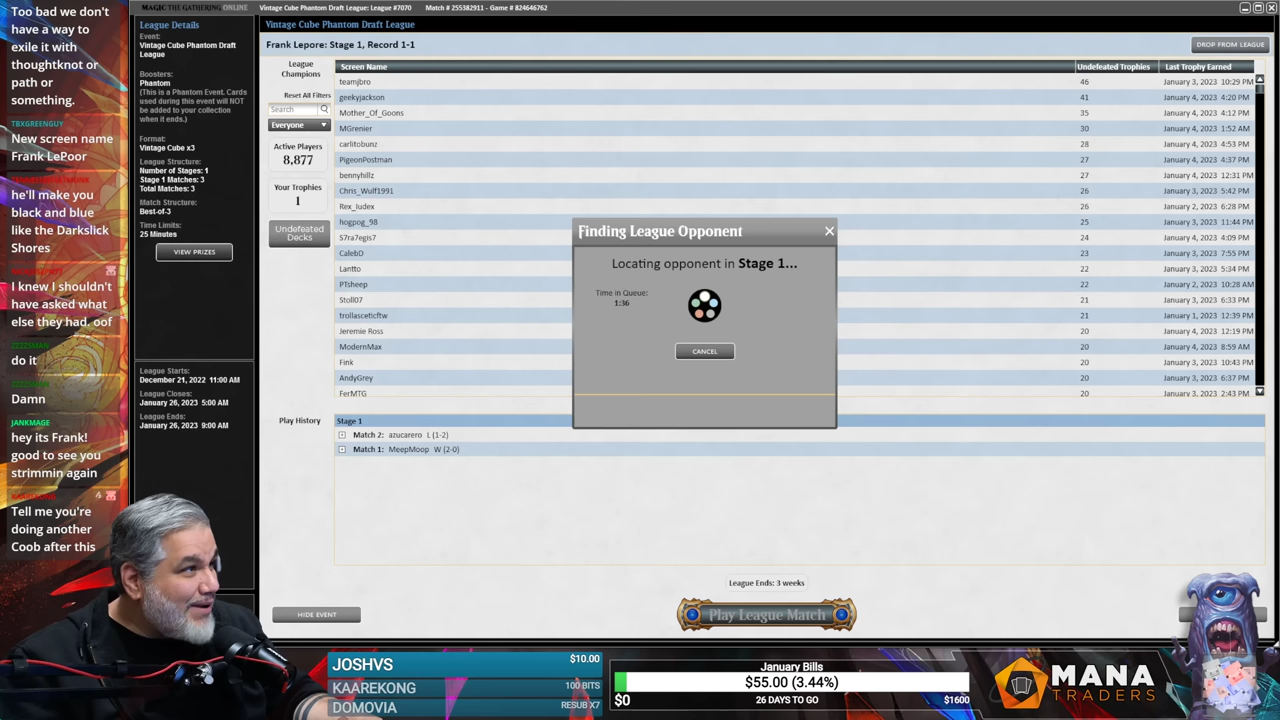 MAGIC THE GATHERING ONLINE
Vintage Cube Phantom Draft League: League #7070
Match # 255382911 - Game # 824646762
Too bad we don't
have a way to
exile it with
thoughtknot or
path or
something.
TBXGREENGUY
New screen name
Frank LePoor
he'll make you
black and blue
like the Darkslick
Shores
I knew I shouldn't
have asked what
else they had. oof
ZZZZSMAN
do it
Damn
JANKMAGE
hey its Frank!
good to see you
strimmin again
KAAREKONG
Tell me you're
doing another
Coob after this
League Details
Event:
Vintage Cube Phantom Draft
League
Boosters:
Phantom
(This is a Phantom Event. Cards
used during this event will NOT
be added to your collection
when it ends.)
Format:
Vintage Cube x3
League Structure:
Number of Stages: 1
Stage 1 Matches: 3
Total Matches: 3
Match Structure:
Best-of-3
Time Limits:
25 Minutes
VIEW PRIZES
League Starts:
December 21, 2022 11:00 AM
League Closes:
January 26, 2023 5:00 AM
League Ends:
January 26, 2023 9:00 AM
Vintage Cube Phantom Draft League
Frank Lepore: Stage 1, Record 1-1
DROP FROM LEAGUE
League
Champions
Reset All Filters
Search
Everyone
Active Players
8,877
Your Trophies
1
Undefeated
Decks
Screen Name Undefeated Trophies Last Trophy Earned
teamjbro 46 January 3, 2023 10:29 PM
geekyjackson 41 January 3, 2023 4:20 PM
Mother_Of_Goons 35 January 3, 2023 4:12 PM
MGrenier 30 January 3, 2023 1:52 AM
carlitobunz 28 January 3, 2023 4:53 PM
PigeonPostman 27 January 3, 2023 4:37 PM
bennyhillz 27 January 3, 2023 12:31 PM
Chris_Wulf1991 26 January 3, 2023 5:42 PM
Rex_Iudex 26 January 2, 2023 6:28 PM
hogpog_98 25 January 3, 2023 11:44 PM
S7ra7egis7 24 January 3, 2023 4:09 PM
CalebD 23 January 3, 2023 7:55 PM
Lantto 22 January 3, 2023 5:34 PM
PTsheep 22 January 2, 2023 10:28 AM
Stoll07 21 January 3, 2023 6:33 PM
trollasceticftw 21 January 1, 2023 12:39 PM
Jeremie Ross 20 January 3, 2023 12:19 PM
ModernMax 20 January 3, 2023 8:59 AM
Fink 20 January 3, 2023 10:43 PM
AndyGrey 20 January 3, 2023 6:37 PM
FerMTG 20 January 3, 2023 2:43 PM
Finding League Opponent
Locating opponent in Stage 1...
Time in Queue:
1:36
CANCEL
Play History
Stage 1
Match 2: azucarero L (1-2)
Match 1: MeepMoop W (2-0)
League Ends: 3 weeks
HIDE EVENT
Play League Match
JOSHVS $10.00
KAAREKONG 100 BITS
DOMOVIA RESUB X7
January Bills
$55.00 (3.44%)
$0 26 DAYS TO GO $1600
MANA
TRADERS